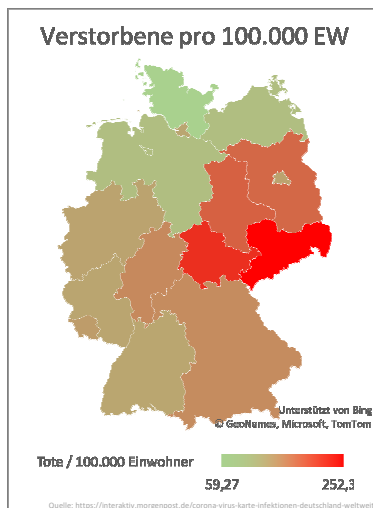 Verstorbene pro 100.000 EW
Unterstützt von Bing
© GeoNames, Microsoft, TomTom
Tote / 100.000 Einwohner
59,27
252,3
Quelle: https://interaktiv.morgenpost.de/corona-virus-karte-infektionen-deutschland-weltweit